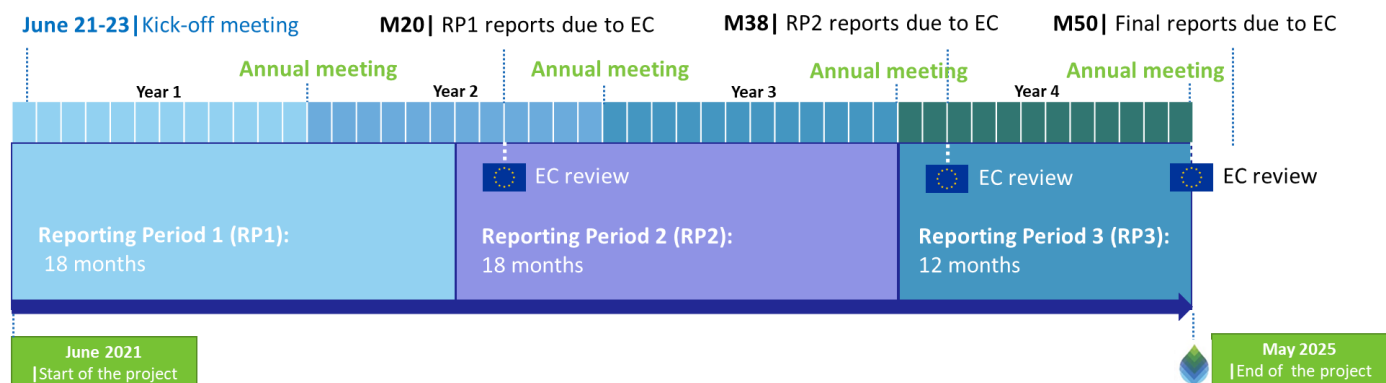 June 21-23|Kick-off meeting
M20| RP1 reports due to EC
M38| RP2 reports due to EC
M50| Final reports due to EC
Annual meeting
Annual meeting
Annual meeting
Annual meeting
Year 1
Year 2
Year 3
Year 4
EC review
EC review
EC review
Reporting Period 1 (RP1):
18 months
Reporting Period 2 (RP2):
18 months
Reporting Period 3 (RP3):
12 months
June 2021
|Start of the project
May 2025
|End of the project